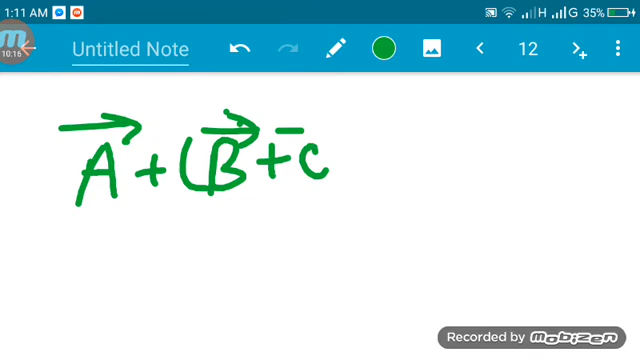 1:11 AM H G 35%
10:16 Untitled Note 12
A⃗ + (B⃗ + C̅
Recorded by mobizen